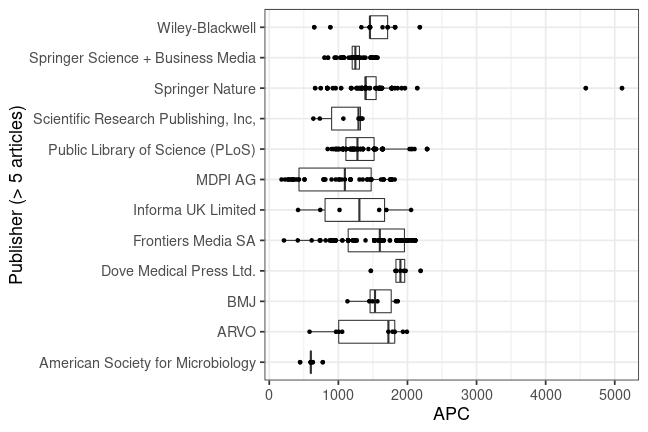 Publisher (> 5 articles)
Wiley-Blackwell
Springer Science + Business Media
Springer Nature
Scientific Research Publishing, Inc,
Public Library of Science (PLoS)
MDPI AG
Informa UK Limited
Frontiers Media SA
Dove Medical Press Ltd.
BMJ
ARVO
American Society for Microbiology
0 1000 2000 3000 4000 5000
APC